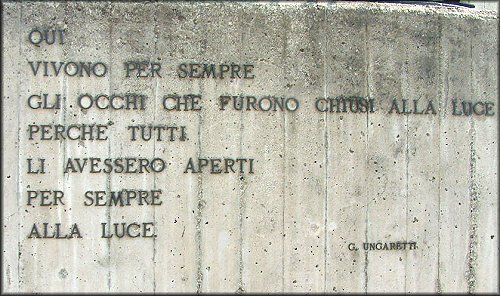 QUI
VIVONO PER SEMPRE
GLI OCCHI CHE FURONO CHIUSI ALLA LUCE
PERCHE TUTTI
LI AVESSERO APERTI
PER SEMPRE
ALLA LUCE
G. UNGARETTI